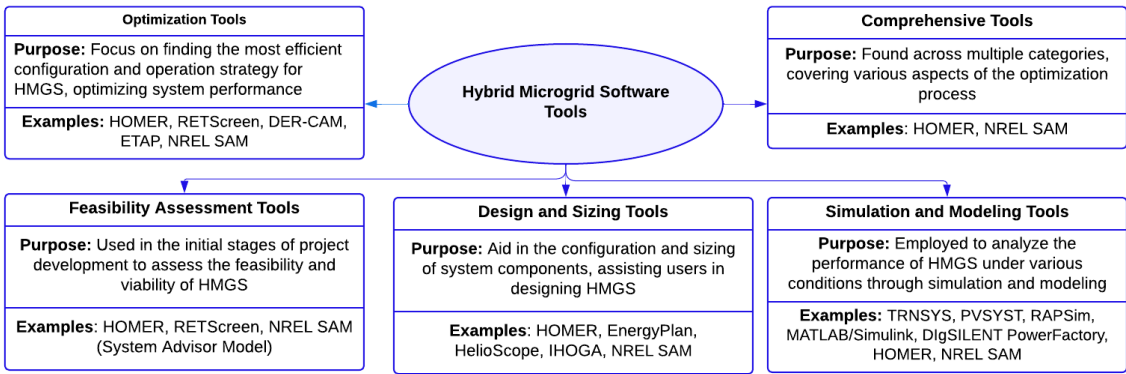 Optimization Tools
Purpose: Focus on finding the most efficient
configuration and operation strategy for
HMGS, optimizing system performance
Examples: HOMER, RETScreen, DER-CAM,
ETAP, NREL SAM
Hybrid Microgrid Software
Tools
Comprehensive Tools
Purpose: Found across multiple categories,
covering various aspects of the optimization
process
Examples: HOMER, NREL SAM
Feasibility Assessment Tools
Purpose: Used in the initial stages of project
development to assess the feasibility and
viability of HMGS
Examples: HOMER, RETScreen, NREL SAM
(System Advisor Model)
Design and Sizing Tools
Purpose: Aid in the configuration and sizing
of system components, assisting users in
designing HMGS
Examples: HOMER, EnergyPlan,
HelioScope, IHOGA, NREL SAM
Simulation and Modeling Tools
Purpose: Employed to analyze the
performance of HMGS under various
conditions through simulation and modeling
Examples: TRNSYS, PVSYST, RAPSim,
MATLAB/Simulink, DIgSILENT PowerFactory,
HOMER, NREL SAM